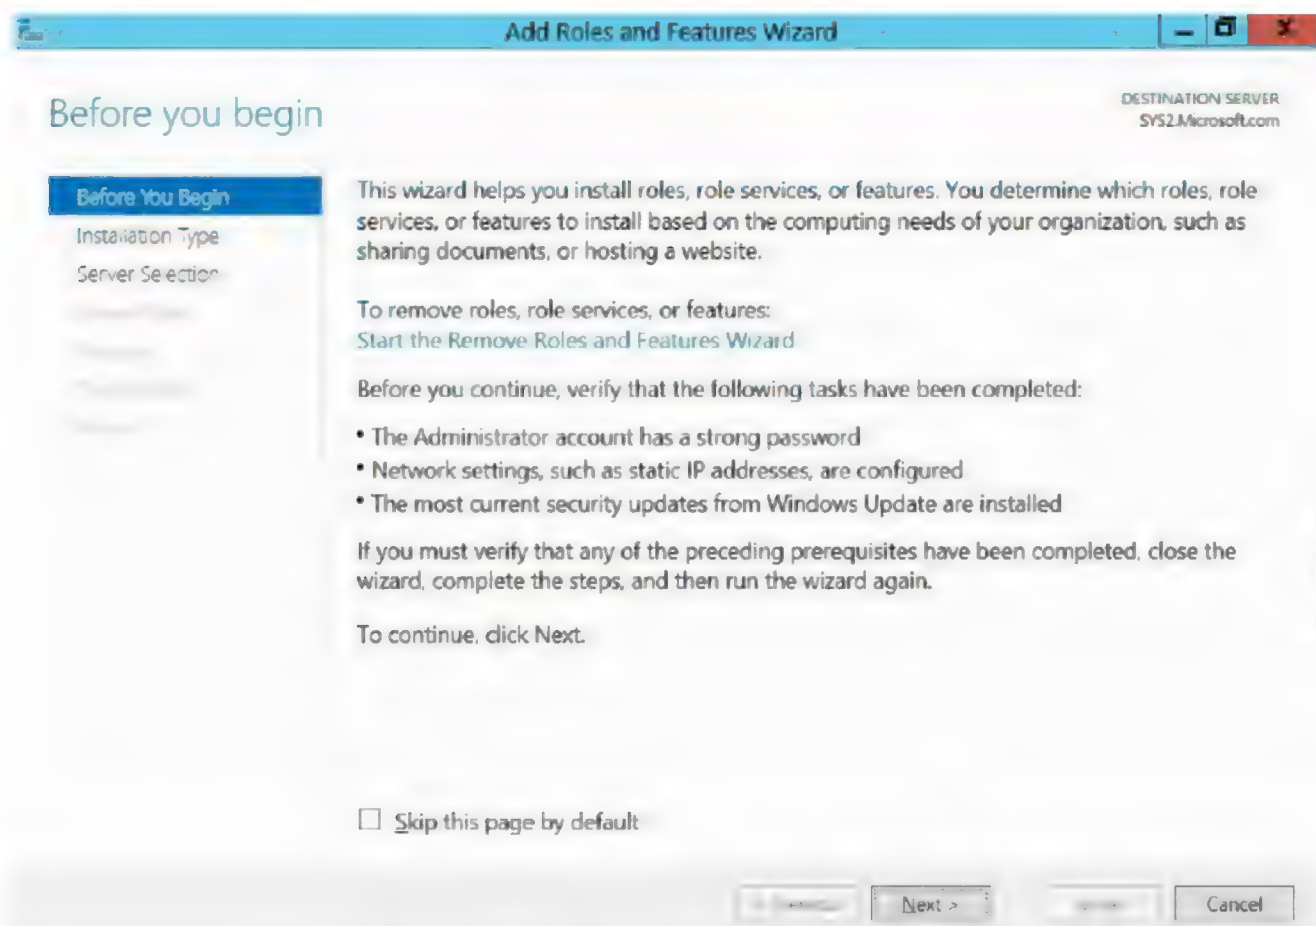 Add Roles and Features Wizard
Before you begin
DESTINATION SERVER
SYS2.Microsoft.com
Before You Begin
Installation Type
Server Selection
This wizard helps you install roles, role services, or features. You determine which roles, role
services, or features to install based on the computing needs of your organization, such as
sharing documents, or hosting a website.
To remove roles, role services, or features:
Start the Remove Roles and Features Wizard
Before you continue, verify that the following tasks have been completed:
• The Administrator account has a strong password
• Network settings, such as static IP addresses, are configured
• The most current security updates from Windows Update are installed
If you must verify that any of the preceding prerequisites have been completed, close the
wizard, complete the steps, and then run the wizard again.
To continue, click Next.
Skip this page by default
Next >
Cancel